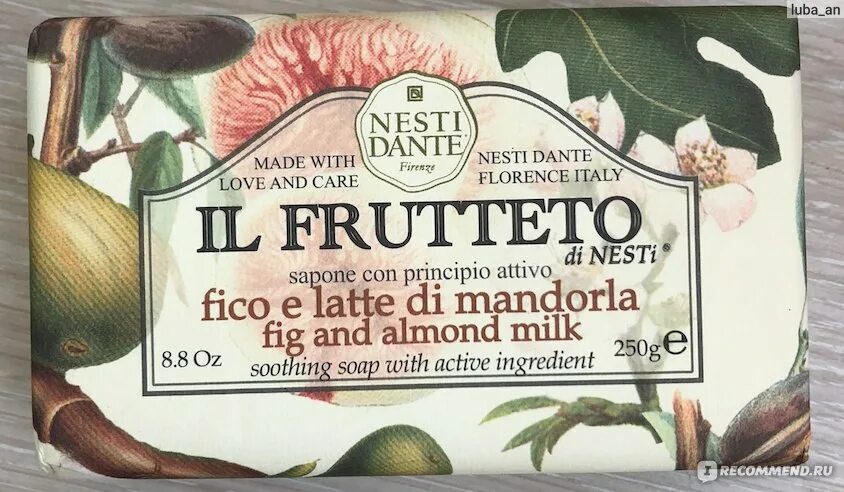 luba_an
NESTI
DANTE
Firenze
MADE WITH
LOVE AND CARE
NESTI DANTE
FLORENCE ITALY
IL FRUTTETO
di NESTi®
sapone con principio attivo
fico e latte di mandorla
fig and almond milk
8.8 Oz
soothing soap with active ingredient
250g e
IRECOMMEND.RU